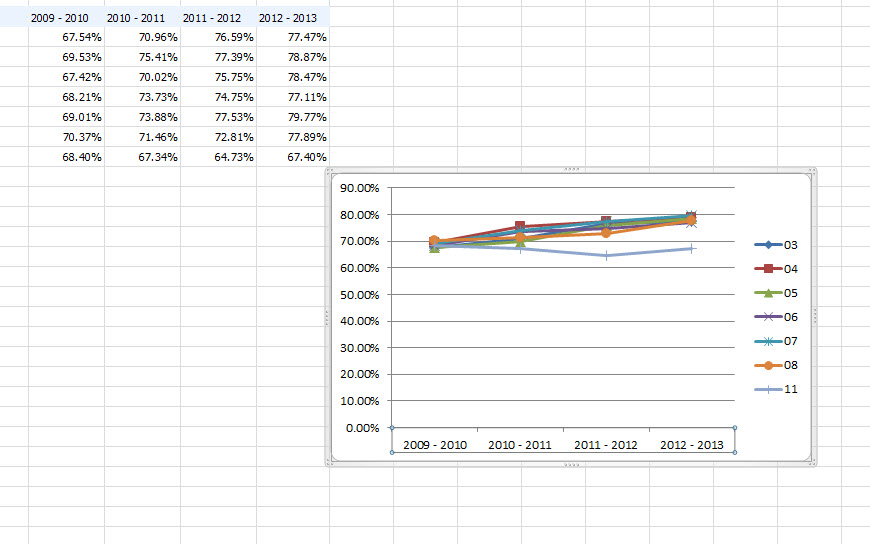 2009 - 2010 2010 - 2011 2011 - 2012 2012 - 2013
67.54% 70.96% 76.59% 77.47%
69.53% 75.41% 77.39% 78.87%
67.42% 70.02% 75.75% 78.47%
68.21% 73.73% 74.75% 77.11%
69.01% 73.88% 77.53% 79.77%
70.37% 71.46% 72.81% 77.89%
68.40% 67.34% 64.73% 67.40%
90.00%
80.00%
70.00%
60.00%
50.00%
40.00%
30.00%
20.00%
10.00%
0.00%
2009 - 2010 2010 - 2011 2011 - 2012 2012 - 2013
03
04
05
06
07
08
11